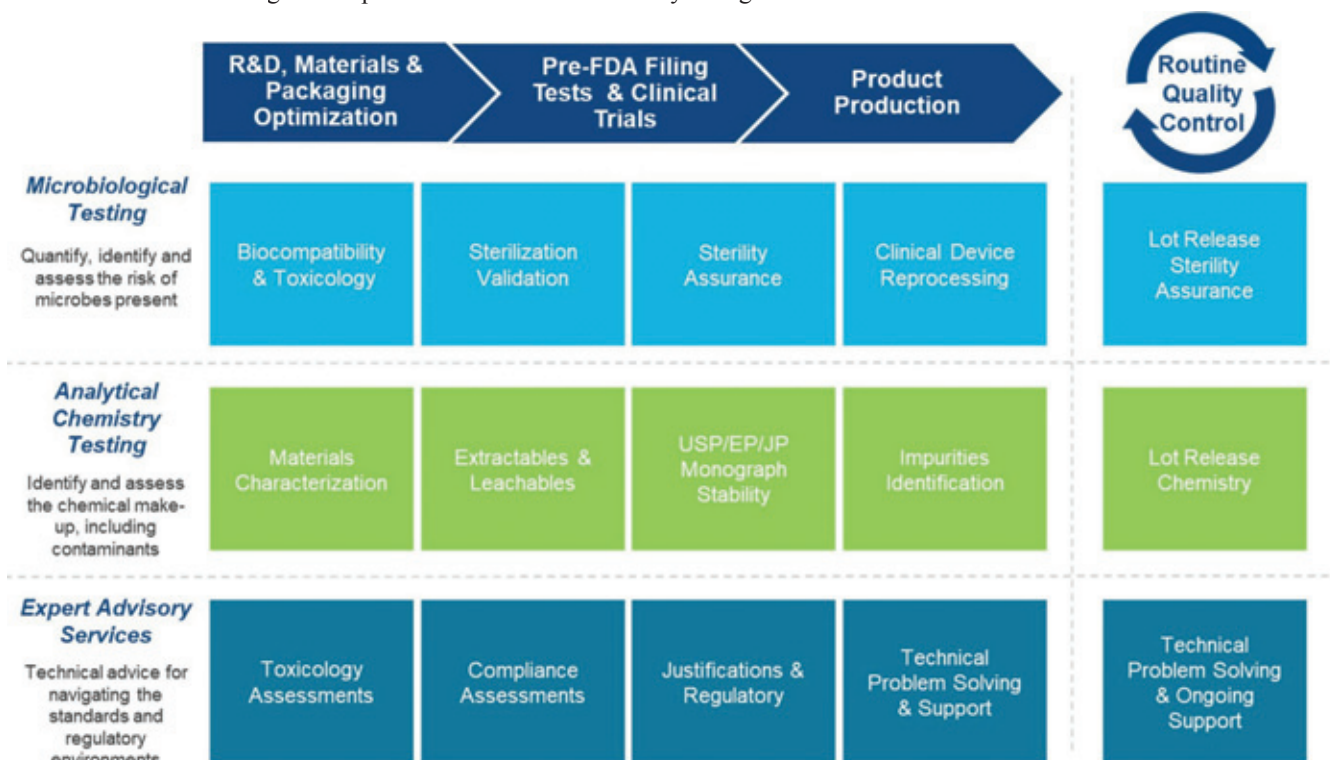 R&D, Materials &
Packaging
Optimization
Pre-FDA Filing
Tests & Clinical
Trials
Product
Production
Routine
Quality
Control
Microbiological
Testing
Quantify, identify and
assess the risk of
microbes present
Biocompatibility
& Toxicology
Sterilization
Validation
Sterility
Assurance
Clinical Device
Reprocessing
Lot Release
Sterility
Assurance
Analytical
Chemistry
Testing
Identify and assess
the chemical make-
up, including
contaminants
Materials
Characterization
Extractables &
Leachables
USP/EP/JP
Monograph
Stability
Impurities
Identification
Lot Release
Chemistry
Expert Advisory
Services
Technical advice for
navigating the
standards and
regulatory
environments
Toxicology
Assessments
Compliance
Assessments
Justifications &
Regulatory
Technical
Problem Solving
& Support
Technical
Problem Solving
& Ongoing
Support